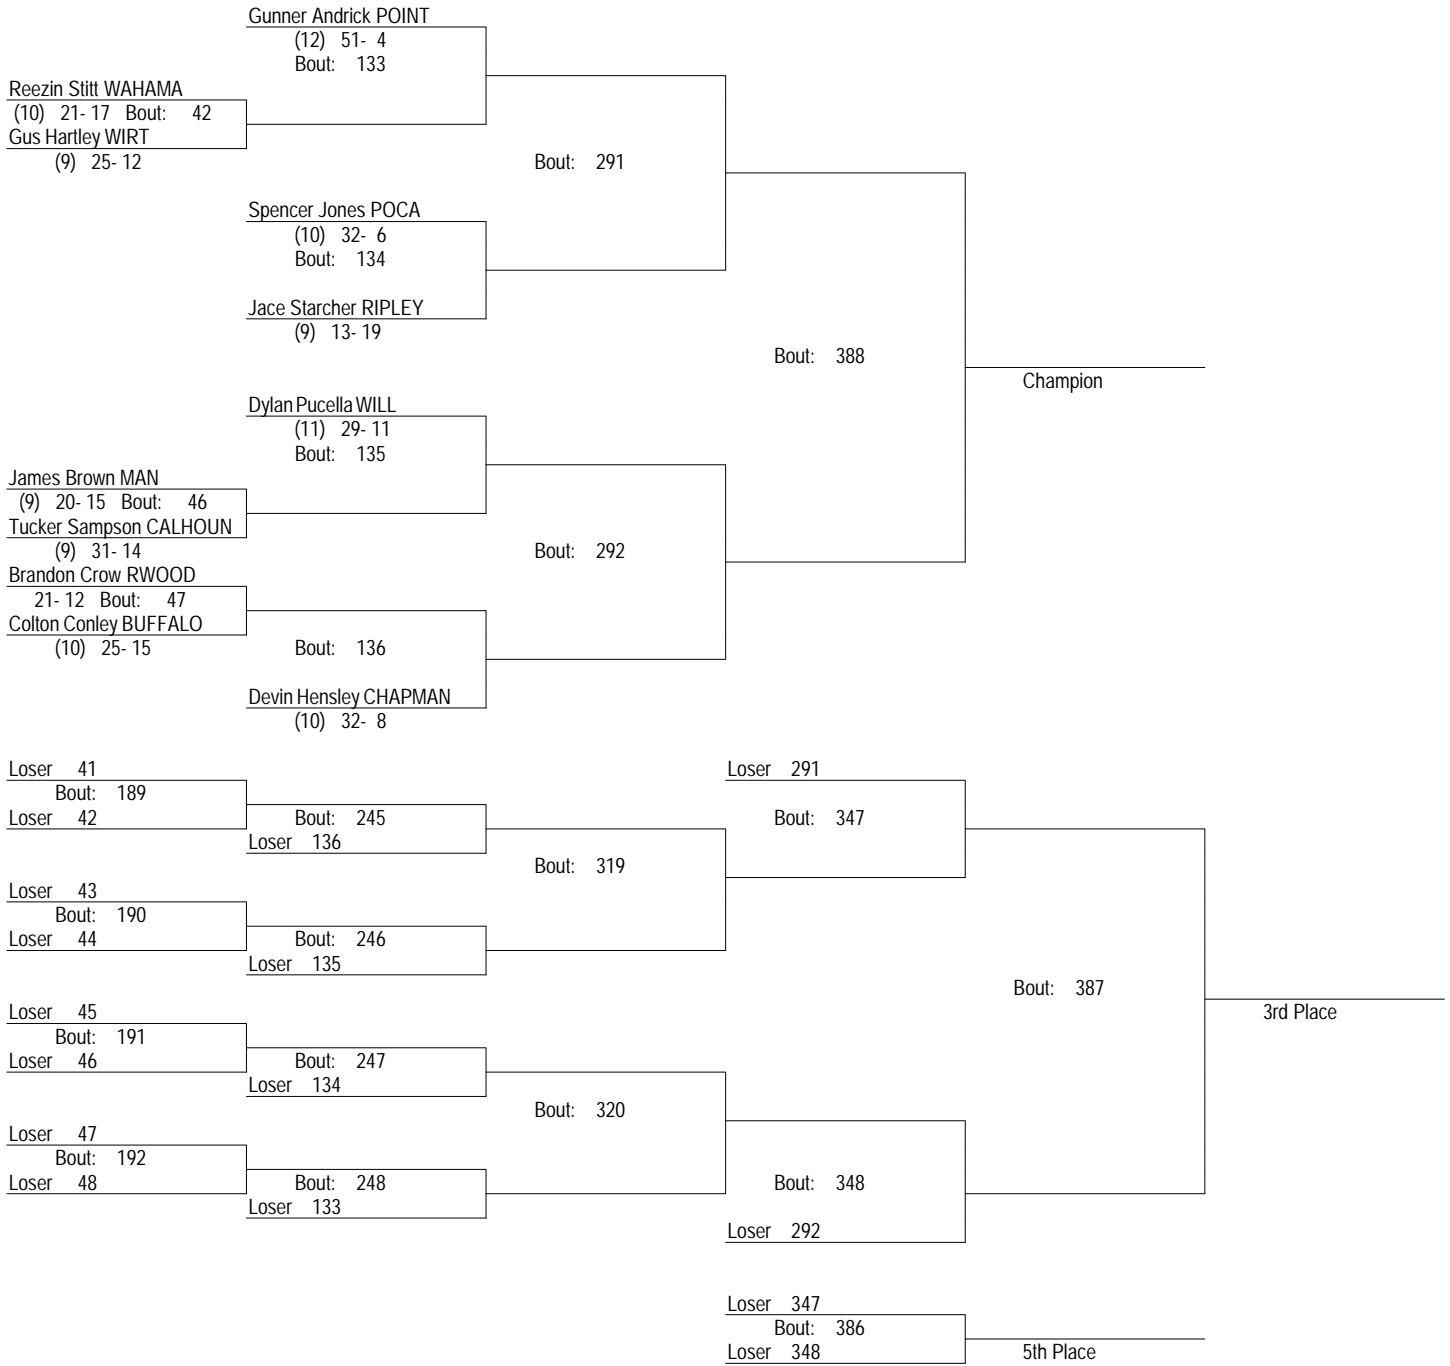 Gunner Andrick POINT
(12) 51- 4
Bout: 133
Reezin Stitt WAHAMA
(10) 21- 17 Bout: 42
Gus Hartley WIRT
(9) 25- 12
Bout: 291
Spencer Jones POCA
(10) 32- 6
Bout: 134
Jace Starcher RIPLEY
(9) 13- 19
Bout: 388
Champion
Dylan Pucella WILL
(11) 29- 11
Bout: 135
James Brown MAN
(9) 20- 15 Bout: 46
Tucker Sampson CALHOUN
(9) 31- 14
Bout: 292
Brandon Crow RWOOD
21- 12 Bout: 47
Colton Conley BUFFALO
(10) 25- 15
Bout: 136
Devin Hensley CHAPMAN
(10) 32- 8
Loser 41
Bout: 189
Loser 42
Bout: 245
Loser 136
Loser 291
Bout: 347
Bout: 319
Loser 43
Bout: 190
Loser 44
Bout: 246
Loser 135
Bout: 387
3rd Place
Loser 45
Bout: 191
Loser 46
Bout: 247
Loser 134
Bout: 320
Loser 47
Bout: 192
Loser 48
Bout: 248
Loser 133
Bout: 348
Loser 292
Loser 347
Bout: 386
Loser 348
5th Place